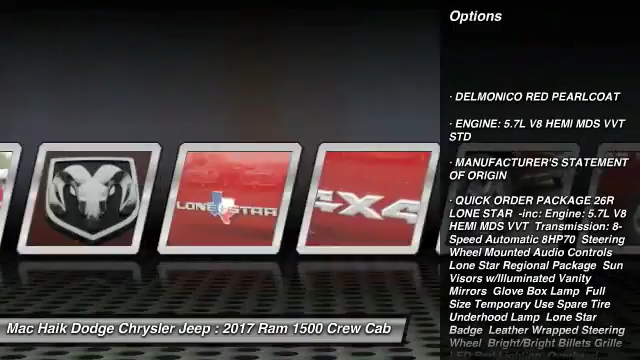 Options
· DELMONICO RED PEARLCOAT
· ENGINE: 5.7L V8 HEMI MDS VVT
STD
· MANUFACTURER'S STATEMENT
OF ORIGIN
· QUICK ORDER PACKAGE 26R
LONE STAR -inc: Engine: 5.7L V8
HEMI MDS VVT Transmission: 8-
Speed Automatic 8HP70 Steering
Wheel Mounted Audio Controls
Lone Star Regional Package Sun
Visors w/Illuminated Vanity
Mirrors Glove Box Lamp Full
Size Temporary Use Spare Tire
Underhood Lamp Lone Star
Badge Leather Wrapped Steering
Wheel Bright/Bright Billets Grille
LONE STAR
4X4
Mac Haik Dodge Chrysler Jeep : 2017 Ram 1500 Crew Cab